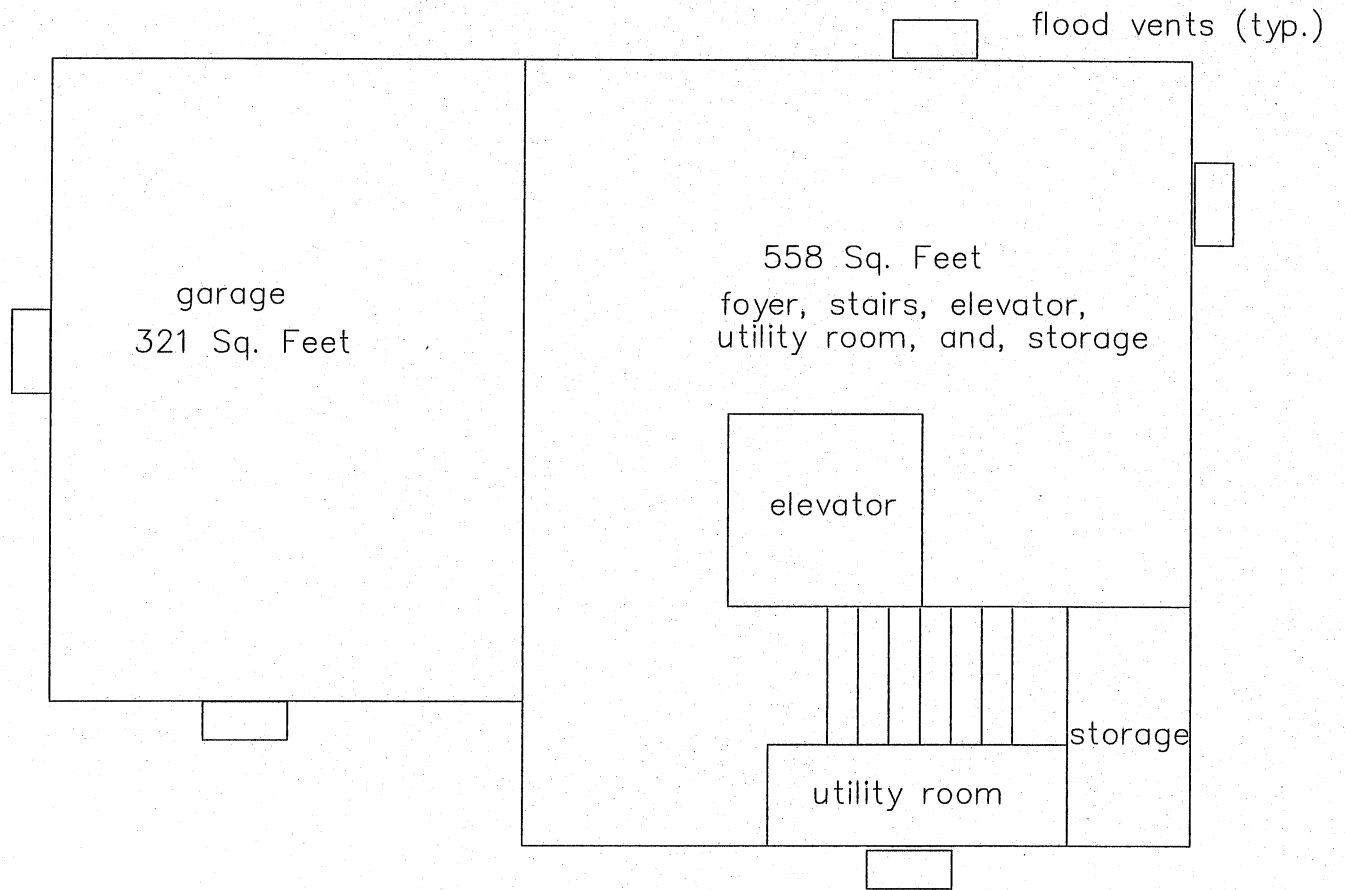 flood vents (typ.)
garage
321 Sq. Feet
558 Sq. Feet
foyer, stairs, elevator,
utility room, and, storage
elevator
storage
utility room